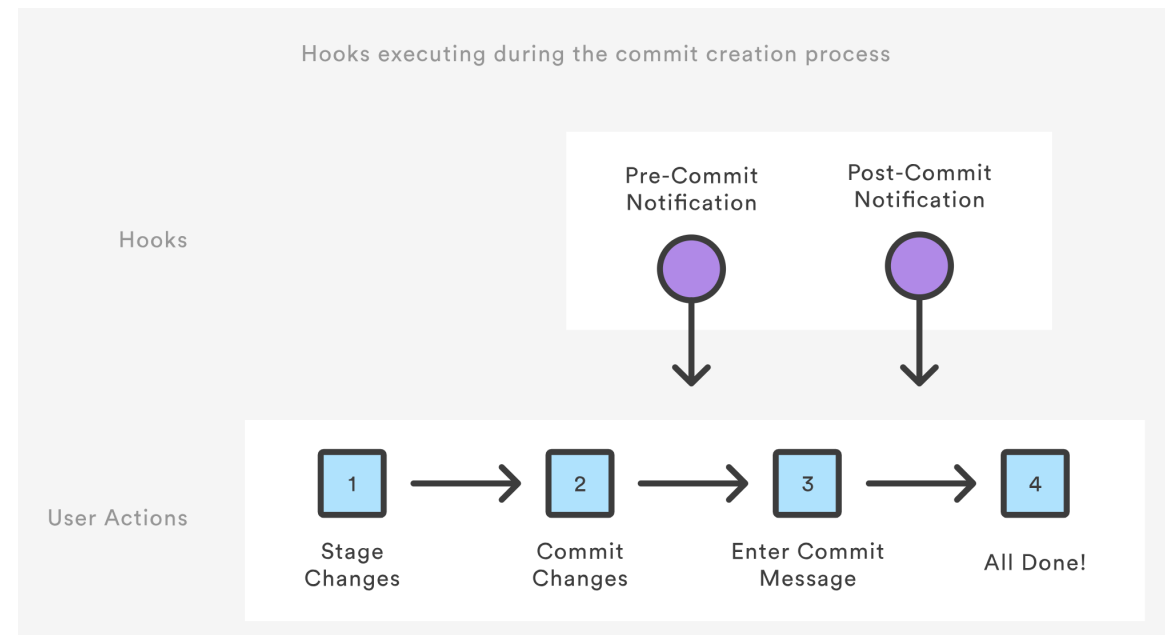 Hooks executing during the commit creation process
Hooks
Pre-Commit
Notification
Post-Commit
Notification
User Actions
1
2
3
4
Stage
Changes
Commit
Changes
Enter Commit
Message
All Done!